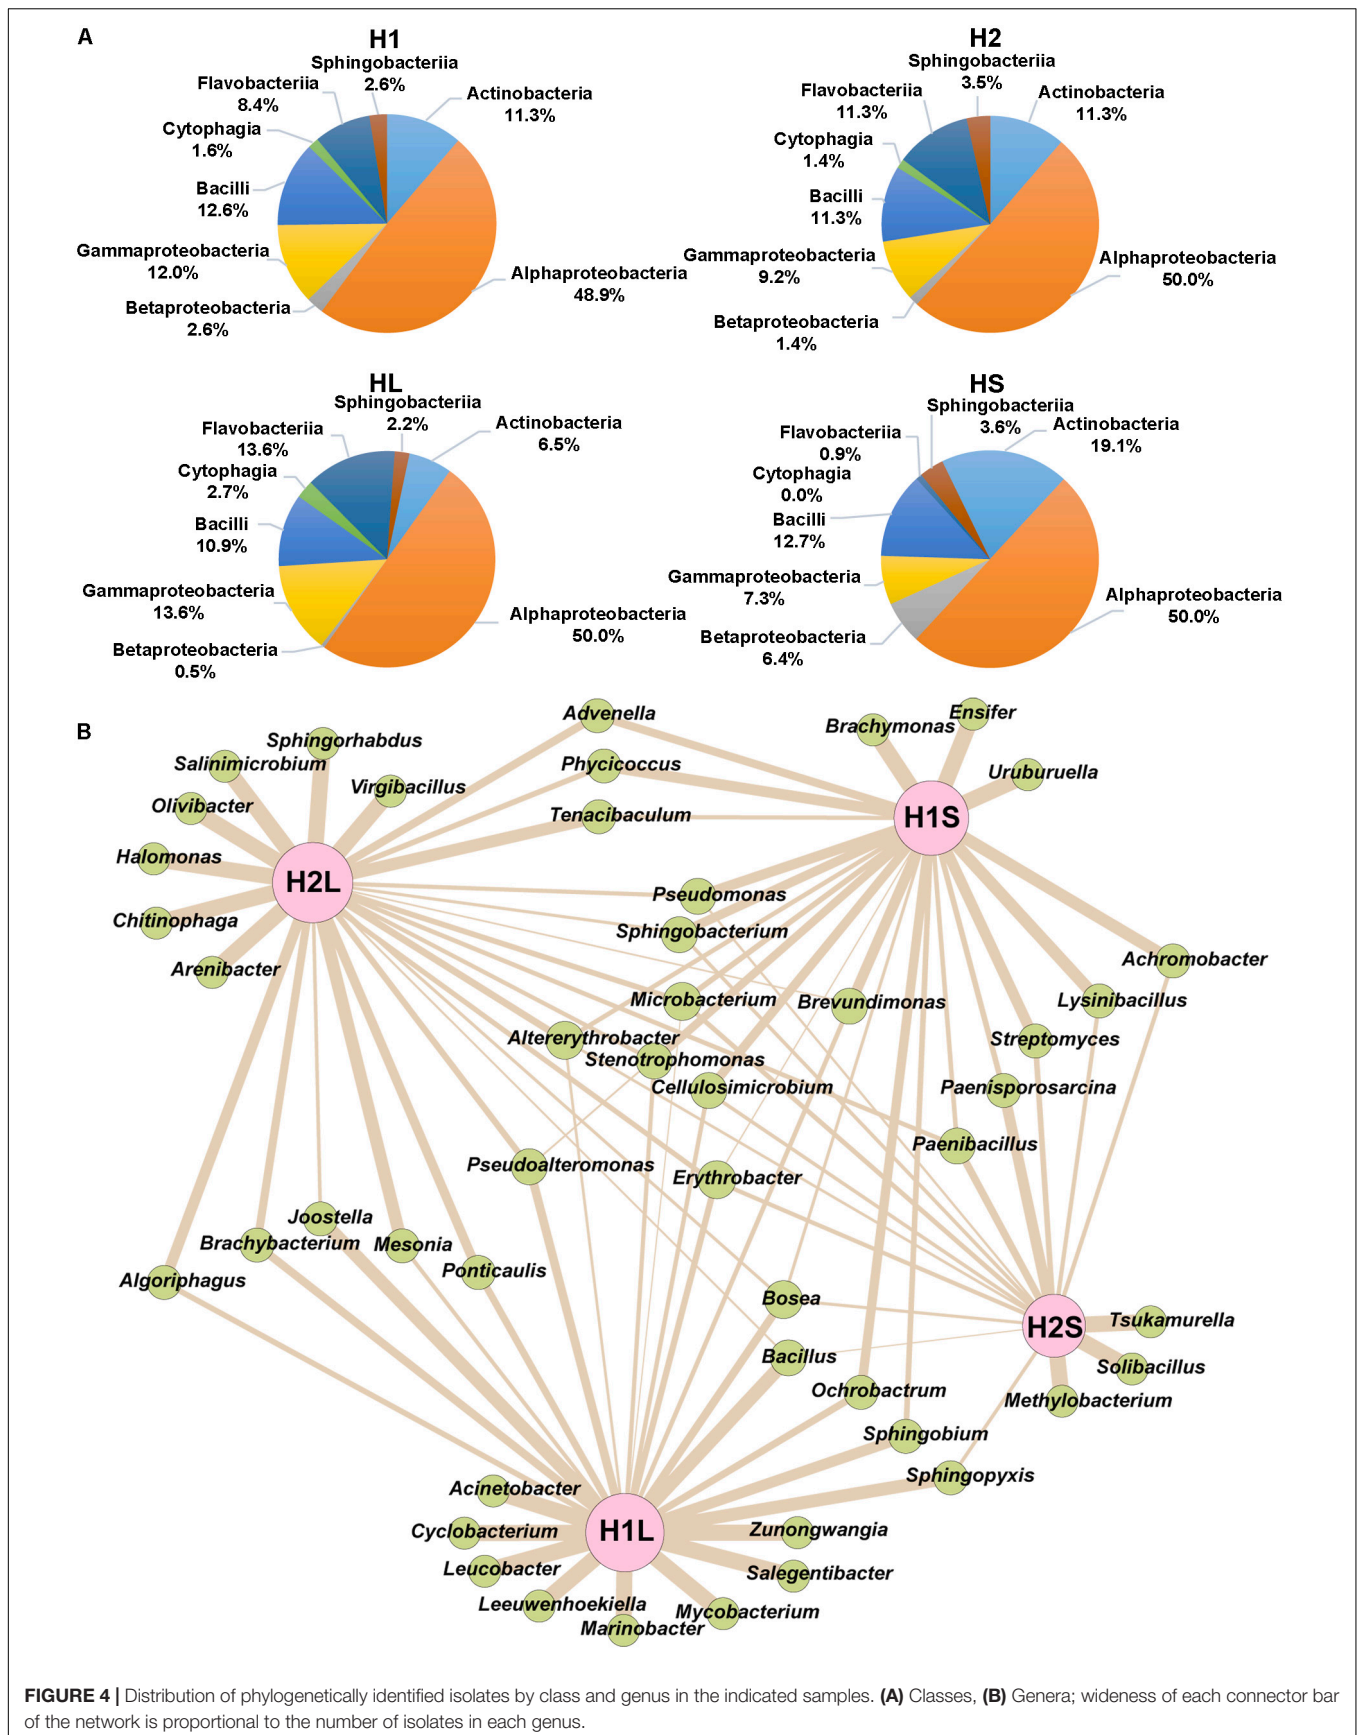 A
H1
Sphingobacteriia
2.6%
Flavobacteriia
8.4%
Actinobacteria
11.3%
Cytophagia
1.6%
Bacilli
12.6%
Gammaproteobacteria
12.0%
Alphaproteobacteria
48.9%
Betaproteobacteria
2.6%
H2
Sphingobacteriia
3.5%
Flavobacteriia
11.3%
Actinobacteria
11.3%
Cytophagia
1.4%
Bacilli
11.3%
Gammaproteobacteria
9.2%
Alphaproteobacteria
50.0%
Betaproteobacteria
1.4%
HL
Sphingobacteriia
2.2%
Flavobacteriia
13.6%
Actinobacteria
6.5%
Cytophagia
2.7%
Bacilli
10.9%
Gammaproteobacteria
13.6%
Alphaproteobacteria
50.0%
Betaproteobacteria
0.5%
HS
Sphingobacteriia
3.6%
Flavobacteriia
0.9%
Actinobacteria
19.1%
Cytophagia
0.0%
Bacilli
12.7%
Gammaproteobacteria
7.3%
Alphaproteobacteria
50.0%
Betaproteobacteria
6.4%
B
Advenella
Ensifer
Brachymonas
Sphingorhabdus
Salinimicrobium
Phycicoccus
Uruburuella
Virgibacillus
Olivibacter
Tenacibaculum
H1S
Halomonas
H2L
Pseudomonas
Chitinophaga
Sphingobacterium
Arenibacter
Achromobacter
Microbacterium
Brevundimonas
Lysinibacillus
Altererythrobacter
Streptomyces
Stenotrophomonas
Cellulosimicrobium
Paenisporosarcina
Paenibacillus
Pseudoalteromonas
Erythrobacter
Joostella
Brachybacterium
Mesonia
Ponticaulis
Algoriphagus
Bosea
H2S
Tsukamurella
Bacillus
Solibacillus
Ochrobactrum
Methylobacterium
Sphingobium
Sphingopyxis
Acinetobacter
Cyclobacterium
H1L
Zunongwangia
Leucobacter
Salegentibacter
Leeuwenhoekiella
Mycobacterium
Marinobacter
FIGURE 4 | Distribution of phylogenetically identified isolates by class and genus in the indicated samples. (A) Classes, (B) Genera; wideness of each connector bar
of the network is proportional to the number of isolates in each genus.